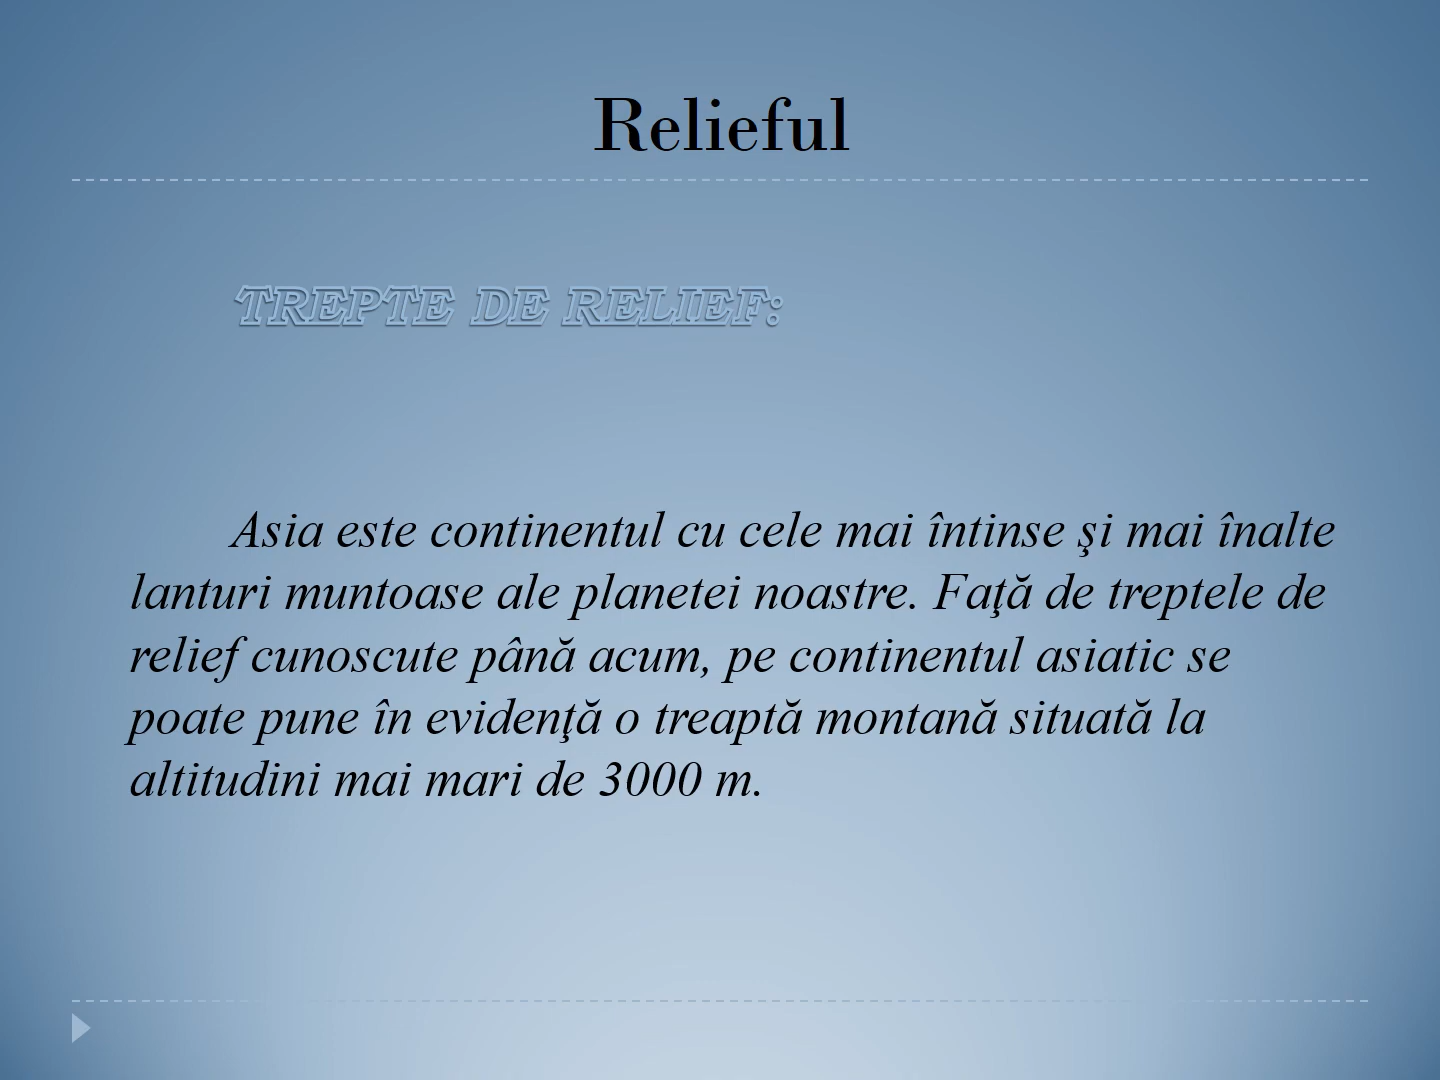 Relieful
TREPTE DE RELIEF:
Asia este continentul cu cele mai întinse şi mai înalte
lanturi muntoase ale planetei noastre. Faţă de treptele de
relief cunoscute până acum, pe continentul asiatic se
poate pune în evidenţă o treaptă montană situată la
altitudini mai mari de 3000 m.